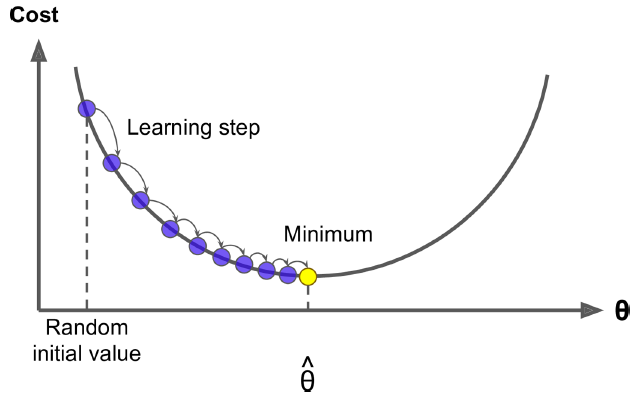 Cost
Learning step
Minimum
θ
Random
initial value
θ̂